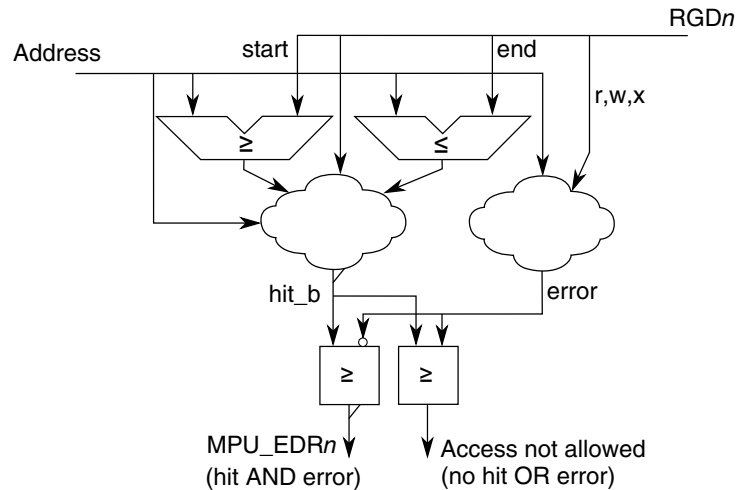 RGDn
Address
start
end
r,w,x
≥
≤
hit_b
error
≥
≥
MPU_EDRn
(hit AND error)
Access not allowed
(no hit OR error)